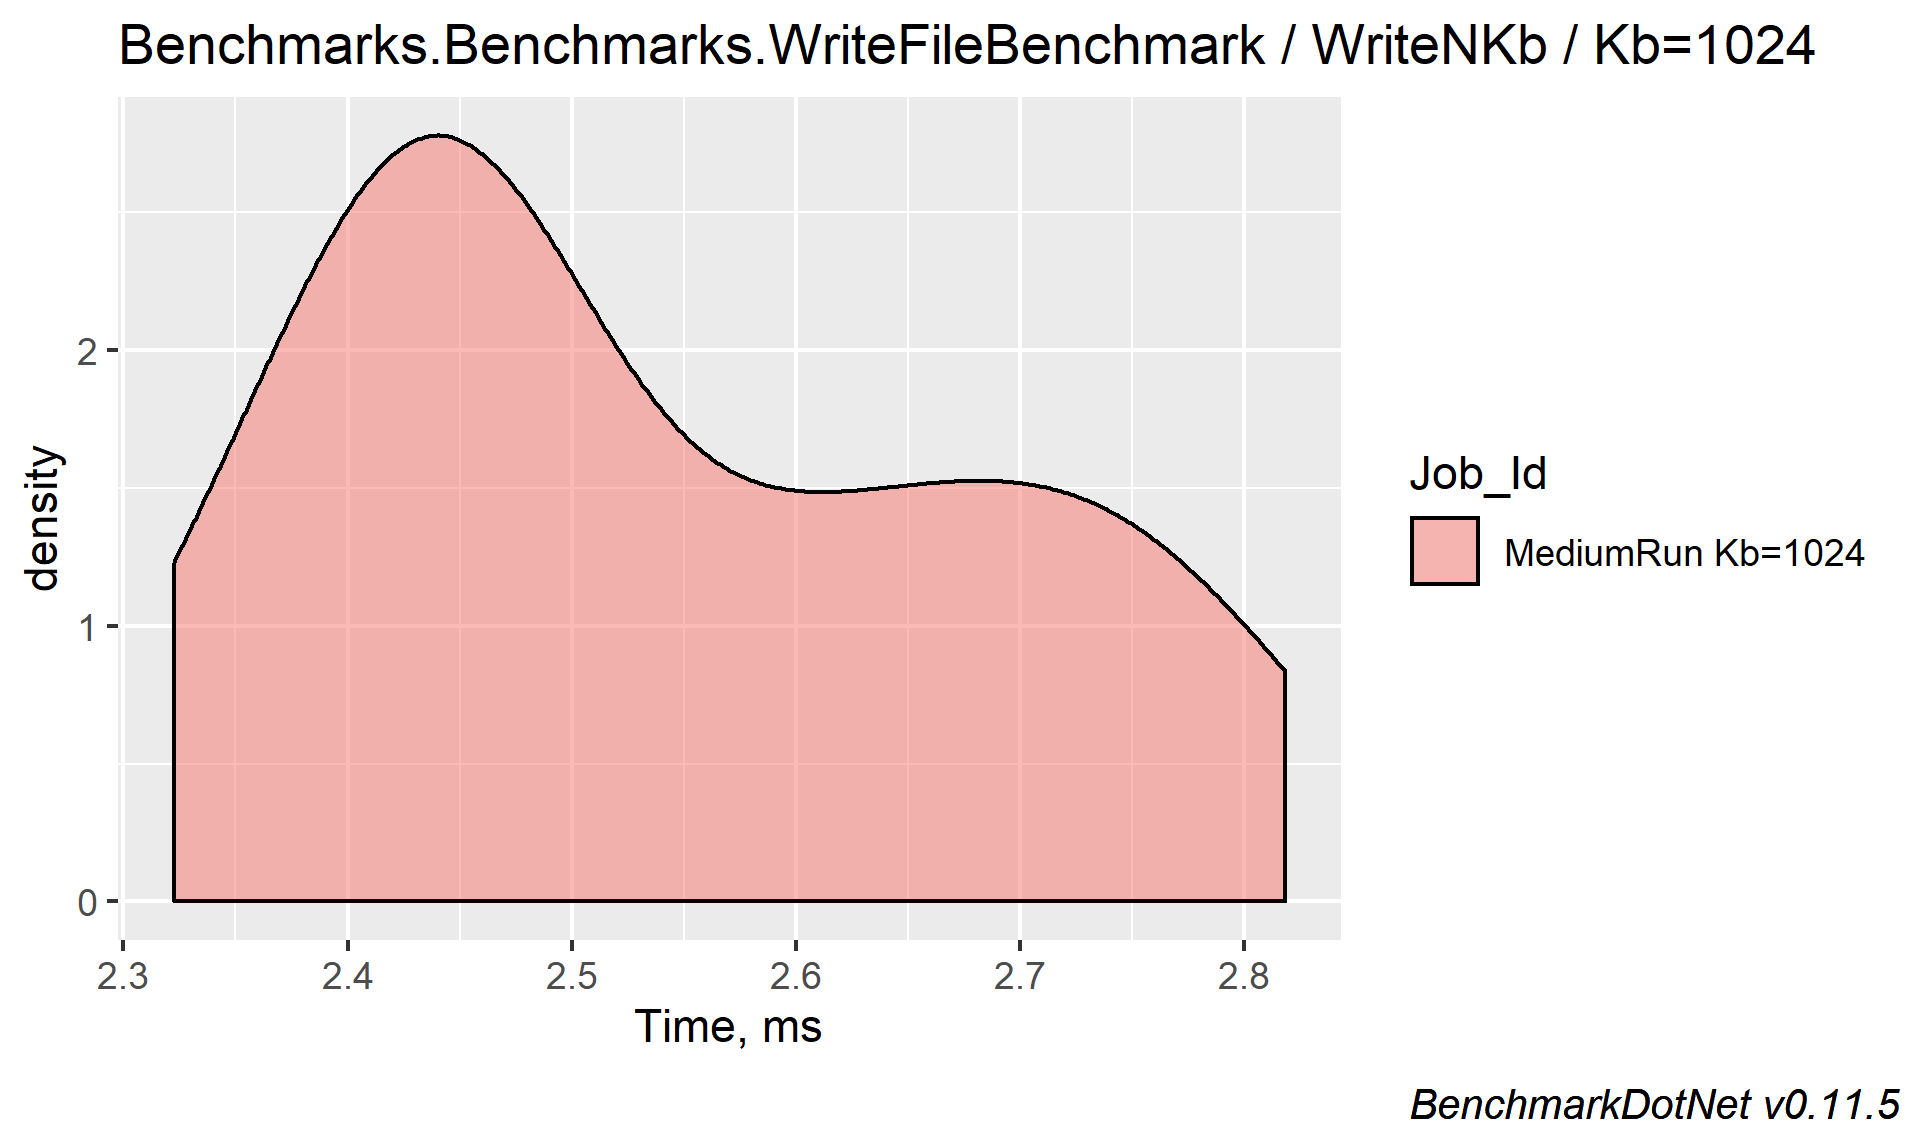 Benchmarks.Benchmarks.WriteFileBenchmark / WriteNKb / Kb=1024
density
2
1
0
2.3 2.4 2.5 2.6 2.7 2.8
Time, ms
Job_Id
MediumRun Kb=1024
BenchmarkDotNet v0.11.5